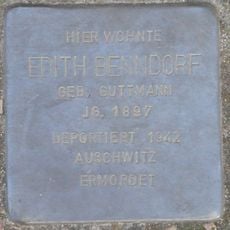 HIER WOHNTE
EDITH BENNDORF
GEB. GUTTMANN
JG. 1897
DEPORTIERT 1942
AUSCHWITZ
ERMORDET